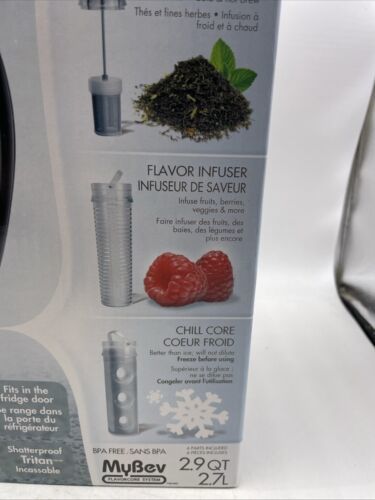 Thés et fines herbes • Infusion à
froid et à chaud
FLAVOR INFUSER
INFUSEUR DE SAVEUR
Infuse fruits, berries,
veggies & more
Faire infuser des fruits, des
baies, des légumes et
plus encore
CHILL CORE
COEUR FROID
Better than ice; will not dilute
Freeze before using
Supérieur à la glace :
ne se dilue pas
Congeler avant l'utilisation
Fits in the
fridge door
range dans
la porte du
réfrigérateur
Shatterproof
Tritan
Incassable
BPA FREE . SANS BPA
MyBev
FLAVORCORE SYSTEM
PARTS INCLUDED
PIÈCES INCLUSES
2.9 QT
2.7L